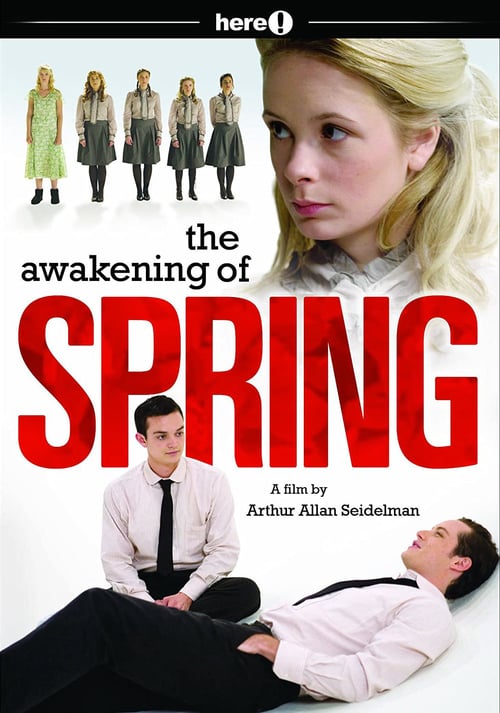 here!
the
awakening of
SPRING
A film by
Arthur Allan Seidelman